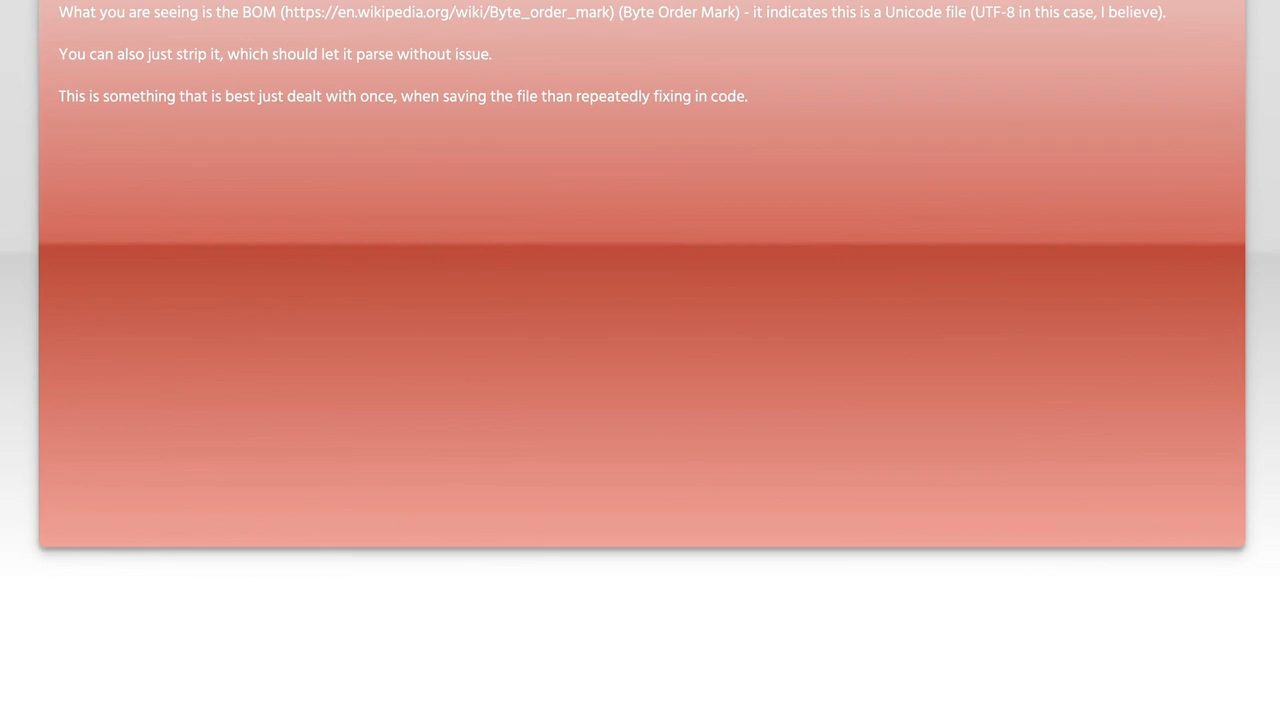 What you are seeing is the BOM (https://en.wikipedia.org/wiki/Byte_order_mark) (Byte Order Mark) - it indicates this is a Unicode file (UTF-8 in this case, I believe).
You can also just strip it, which should let it parse without issue.
This is something that is best just dealt with once, when saving the file than repeatedly fixing in code.